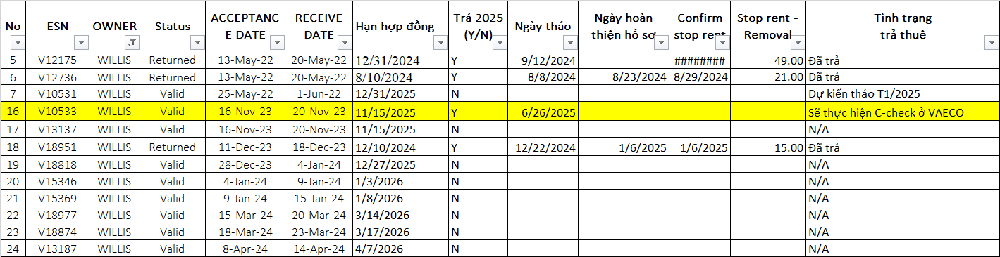 No ESN OWNER Status ACCEPTANC RECEIVE Hạn hợp đồng Trả 2025 Ngày tháo Ngày hoàn Confirm Stop rent - Tình trạng
E DATE DATE (Y/N) thiện hồ sơ stop rent Removal trả thuê
5 V12175 WILLIS Returned 13-May-22 20-May-22 12/31/2024 Y 9/12/2024 ######## 49.00 Đã trả
6 V12736 WILLIS Returned 13-May-22 20-May-22 8/10/2024 Y 8/8/2024 8/23/2024 8/29/2024 21.00 Đã trả
7 V10531 WILLIS Valid 25-May-22 1-Jun-22 12/31/2025 N Dự kiến tháo T1/2025
16 V10533 WILLIS Valid 16-Nov-23 20-Nov-23 11/15/2025 Y 6/26/2025 Sẽ thực hiện C-check ở VAECO
17 V13137 WILLIS Valid 16-Nov-23 20-Nov-23 11/15/2025 N N/A
18 V18951 WILLIS Returned 11-Dec-23 18-Dec-23 12/10/2024 Y 12/22/2024 1/6/2025 1/6/2025 15.00 Đã trả
19 V18818 WILLIS Valid 28-Dec-23 4-Jan-24 12/27/2025 N N/A
20 V15346 WILLIS Valid 4-Jan-24 9-Jan-24 1/3/2026 N N/A
21 V15369 WILLIS Valid 9-Jan-24 15-Jan-24 1/8/2026 N N/A
22 V18977 WILLIS Valid 15-Mar-24 20-Mar-24 3/14/2026 N N/A
23 V18874 WILLIS Valid 18-Mar-24 23-Mar-24 3/17/2026 N N/A
24 V13187 WILLIS Valid 8-Apr-24 14-Apr-24 4/7/2026 N N/A